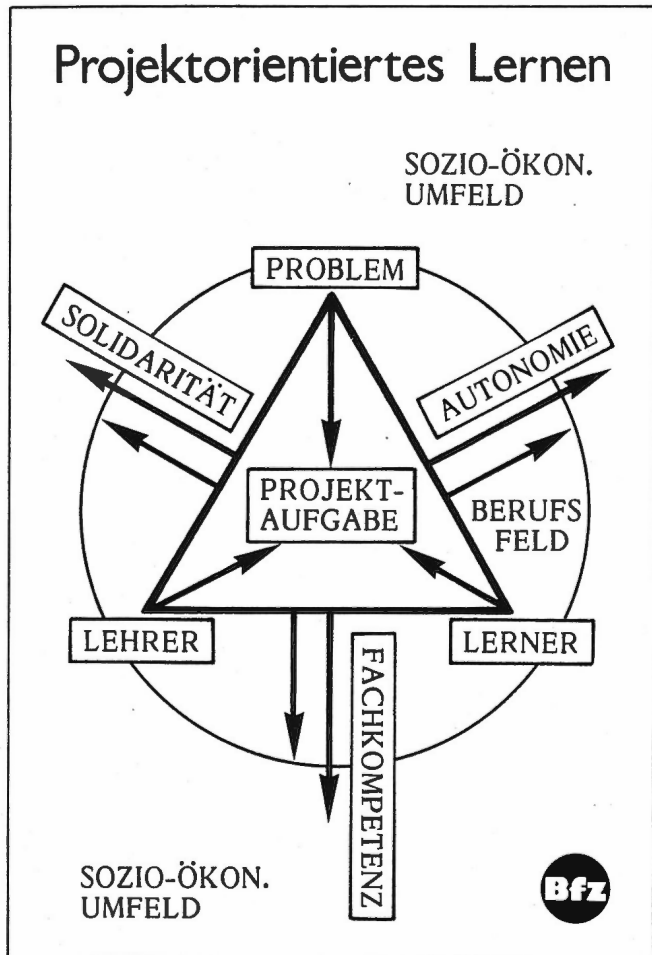 Projektorientiertes Lernen
SOZIO-ÖKON.
UMFELD
PROBLEM
SOLIDARITÄT
AUTONOMIE
PROJEKT-
AUFGABE
BERUFS
FELD
LEHRER
LERNER
FACHKOMPETENZ
SOZIO-ÖKON.
UMFELD
Bfz